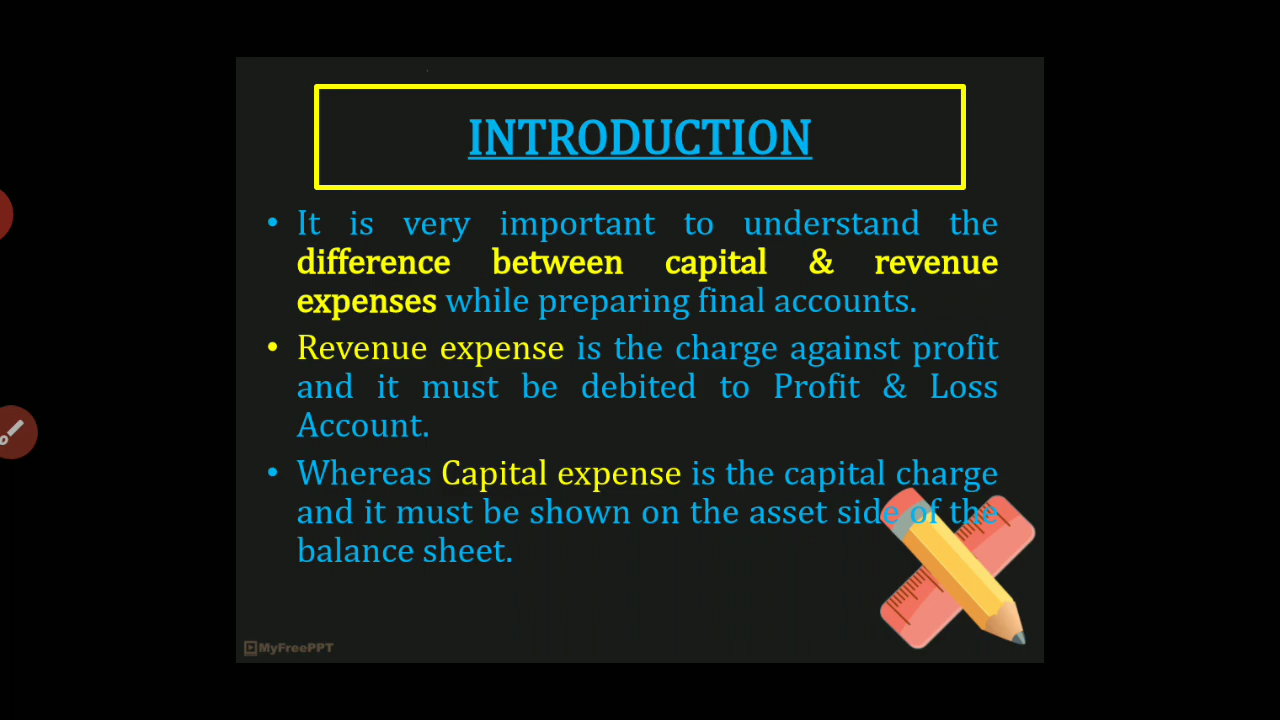 INTRODUCTION
• It is very important to understand the
difference between capital & revenue
expenses while preparing final accounts.
• Revenue expense is the charge against profit
and it must be debited to Profit & Loss
Account.
• Whereas Capital expense is the capital charge
and it must be shown on the asset side of the
balance sheet.
MyFreePPT